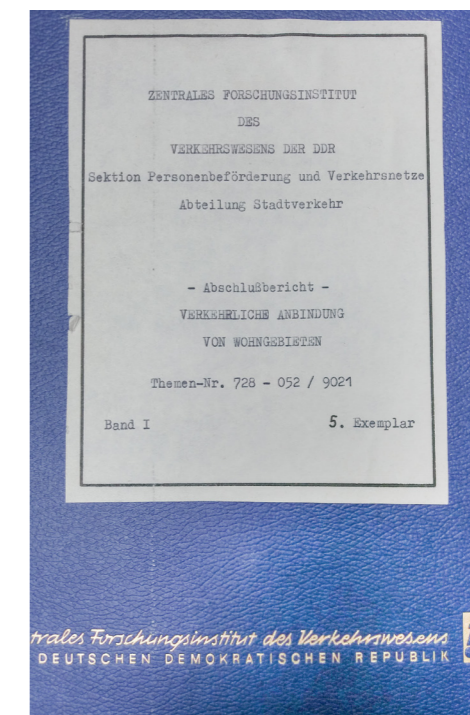 ZENTRALES FORSCHUNGSINSTITUT
DES
VERKEHRSWESENS DER DDR
Sektion Personenbeförderung und Verkehrsnetze
Abteilung Stadtverkehr
- Abschlußbericht -
VERKEHRLICHE ANBINDUNG
VON WOHNGEBIETEN
Themen-Nr. 728 - 052 / 9021
Band I 5. Exemplar
trales Forschungsinstitut des Verkehrswesens
DEUTSCHEN DEMOKRATISCHEN REPUBLIK